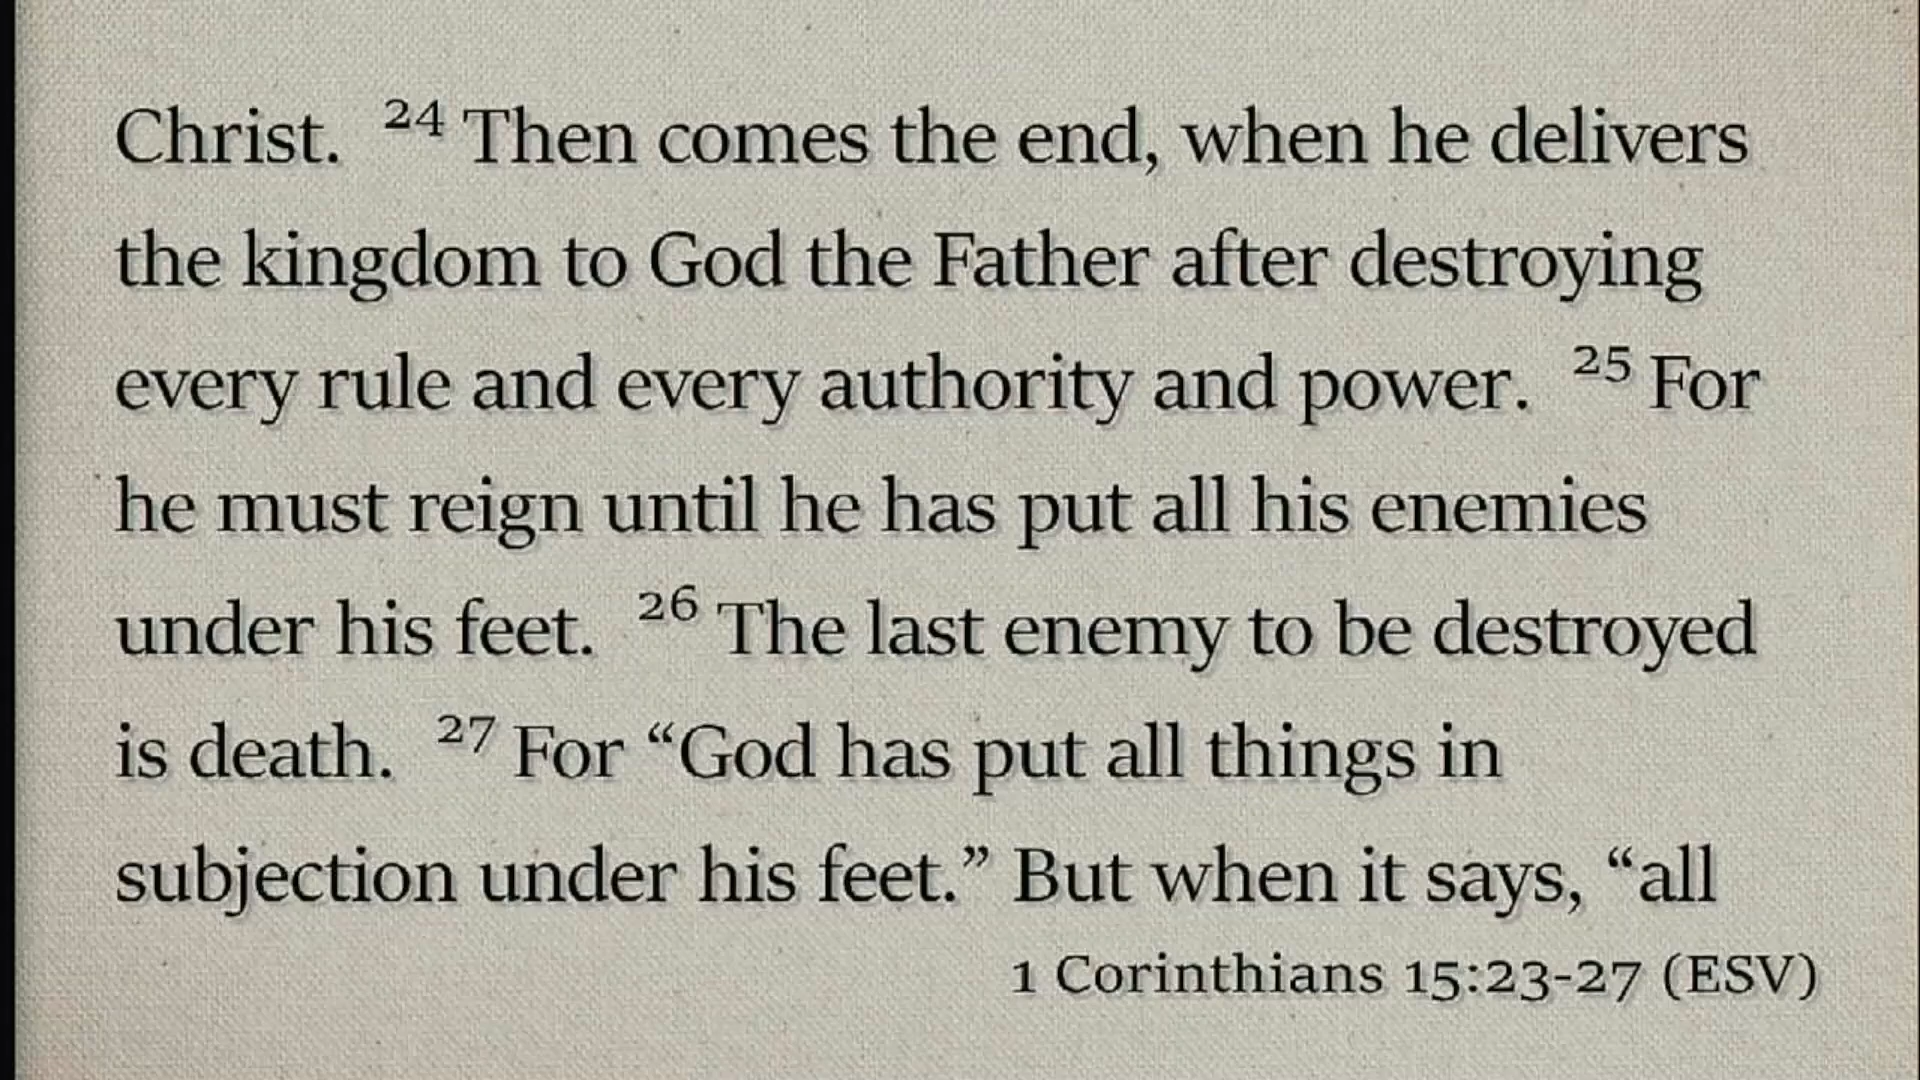 Christ. 24 Then comes the end, when he delivers
the kingdom to God the Father after destroying
every rule and every authority and power. 25 For
he must reign until he has put all his enemies
under his feet. 26 The last enemy to be destroyed
is death. 27 For “God has put all things in
subjection under his feet.” But when it says, “all
1 Corinthians 15:23-27 (ESV)